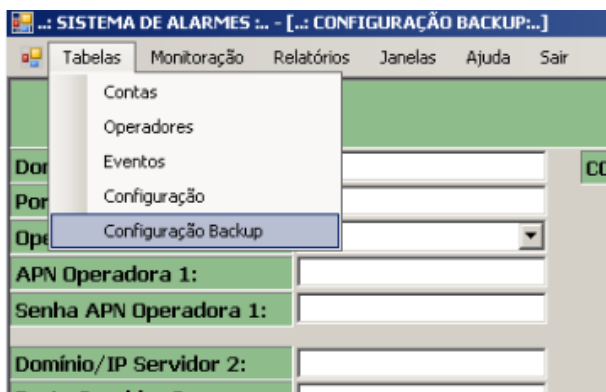 ..: SISTEMA DE ALARMES :.. - [..: CONFIGURAÇÃO BACKUP:..]
Tabelas Monitoração Relatórios Janelas Ajuda Sair
Contas
Operadores
Eventos
Configuração
Configuração Backup
APN Operadora 1:
Senha APN Operadora 1:
Domínio/IP Servidor 2: